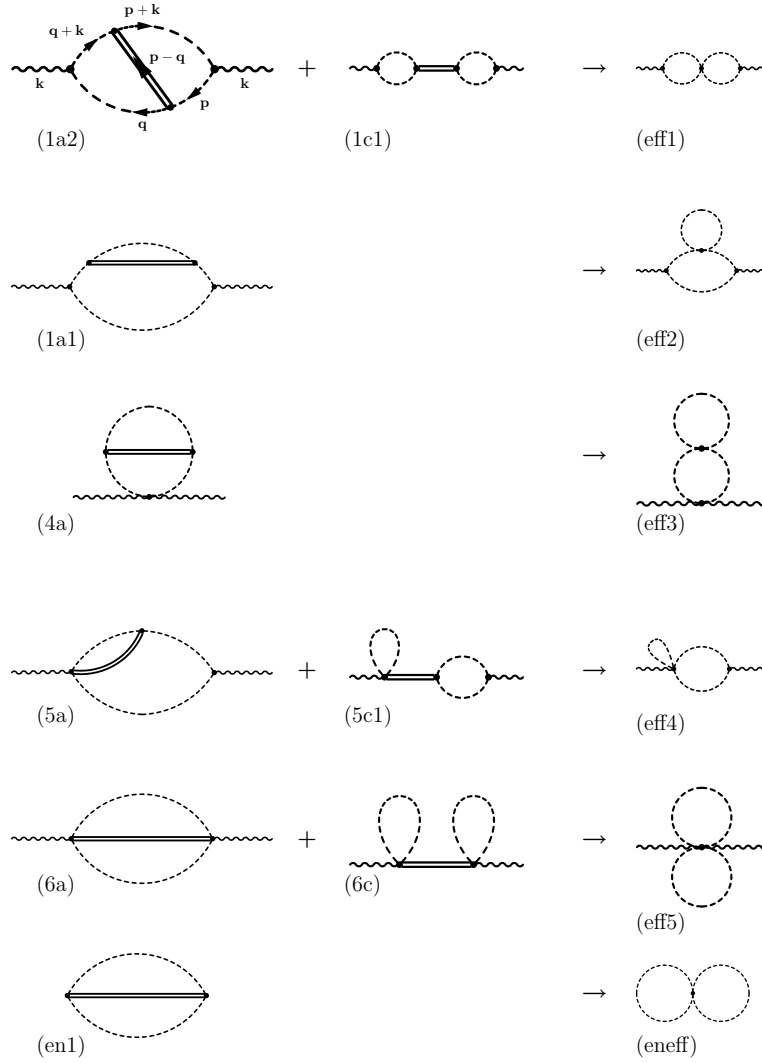 q + k
p + k
p − q
k
q
p
k
+
→
(1a2)
(1c1)
(eff1)
→
(1a1)
(eff2)
→
(4a)
(eff3)
+
→
(5a)
(5c1)
(eff4)
+
→
(6a)
(6c)
(eff5)
→
(en1)
(eneff)